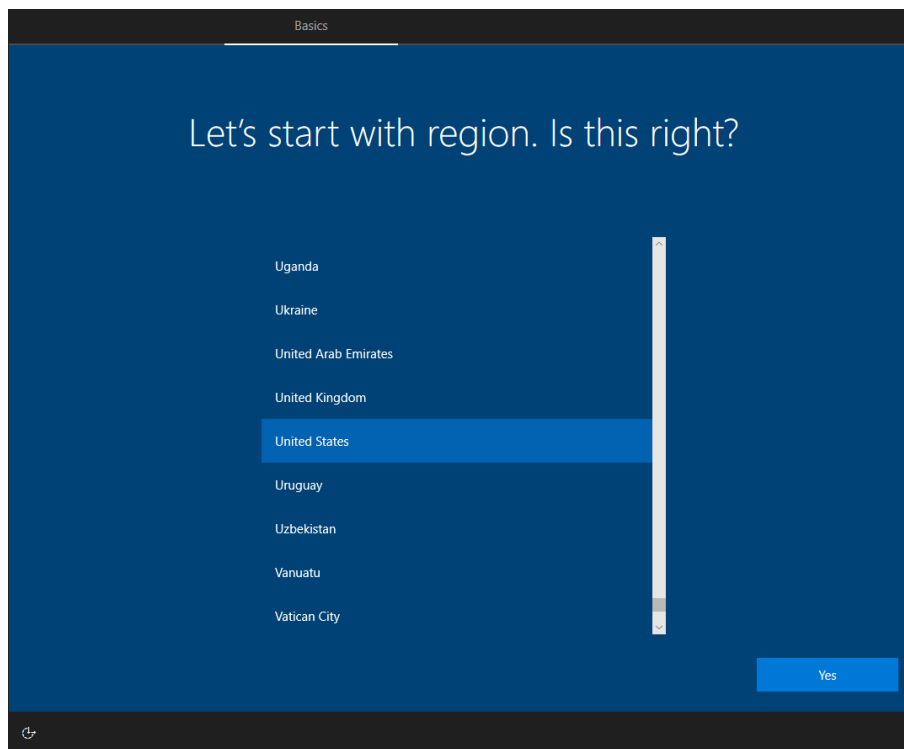 Basics
Let's start with region. Is this right?
Uganda
Ukraine
United Arab Emirates
United Kingdom
United States
Uruguay
Uzbekistan
Vanuatu
Vatican City
Yes